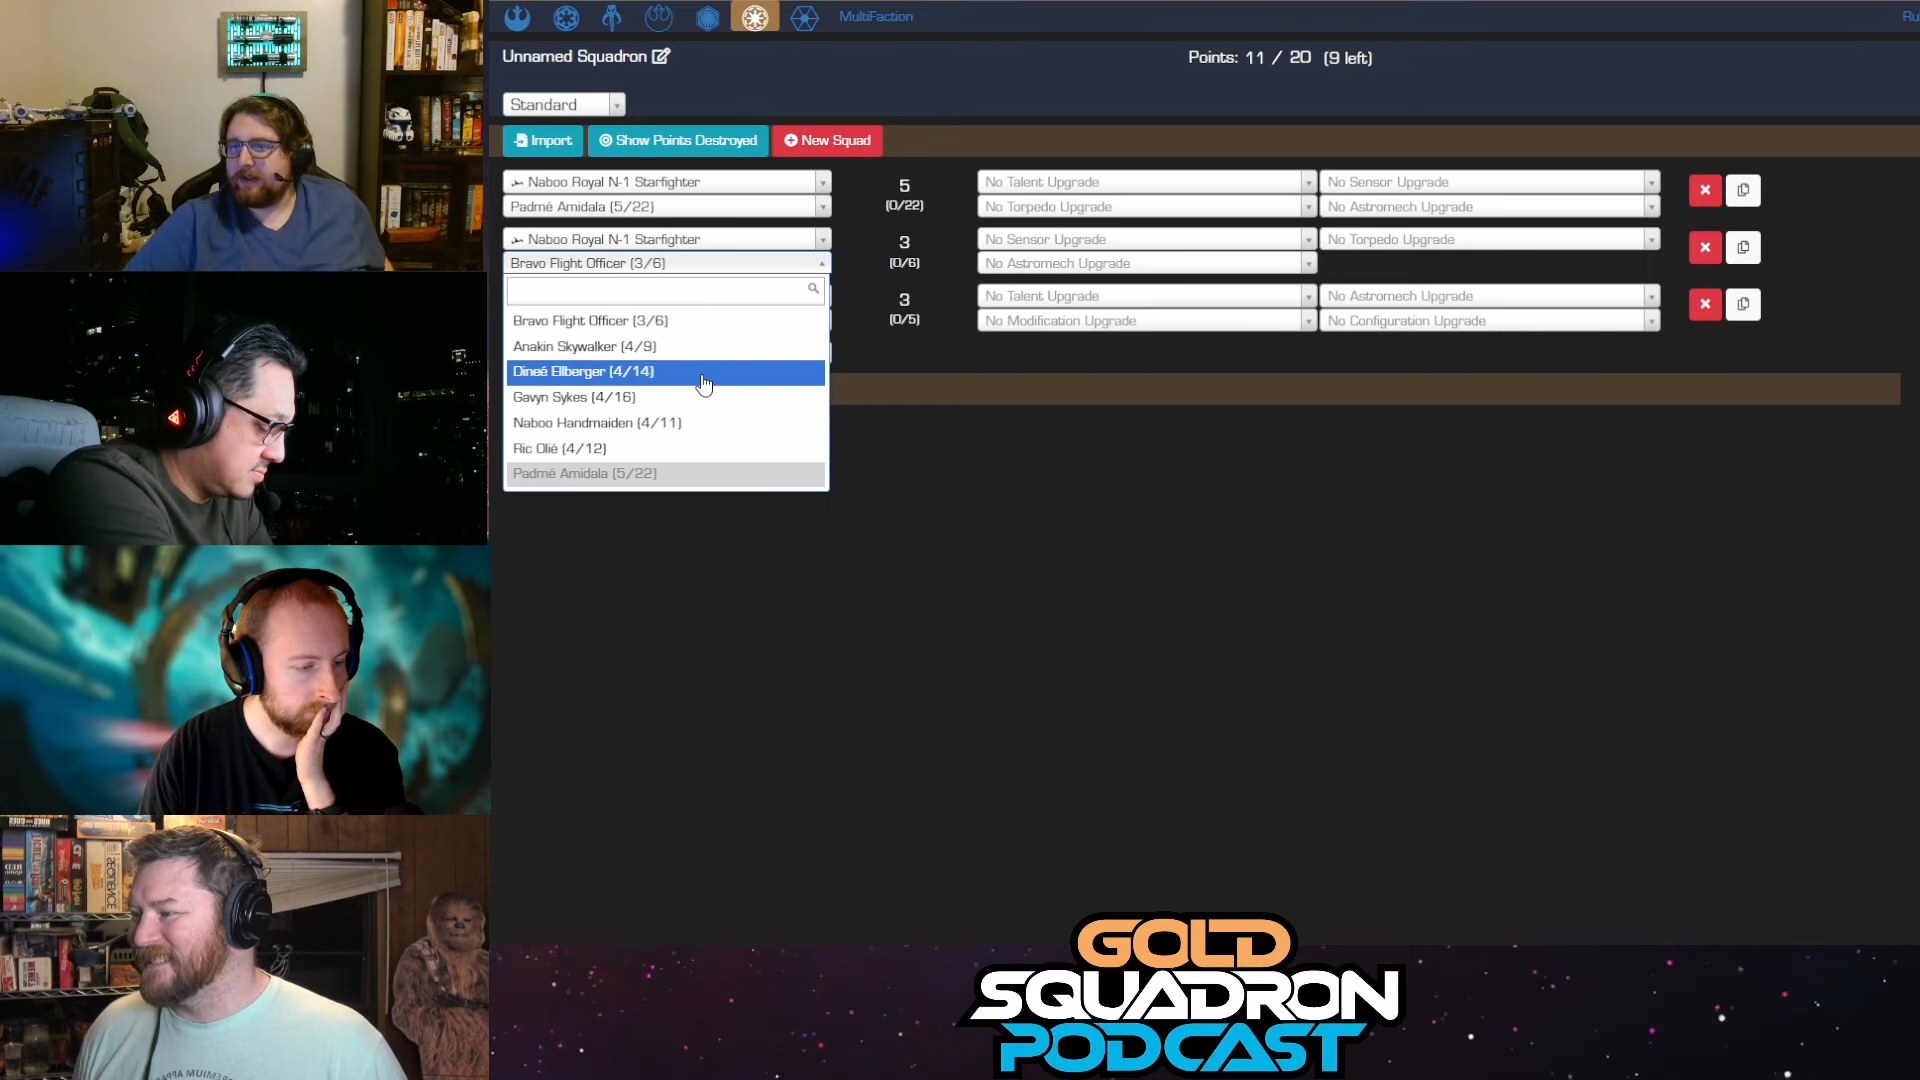 MultiFaction
Ru
Unnamed Squadron
Points: 11 / 20 (9 left)
Standard
Import
Show Points Destroyed
New Squad
Naboo Royal N-1 Starfighter
5
No Talent Upgrade
No Sensor Upgrade
Padmé Amidala (5/22)
(0/22)
No Torpedo Upgrade
No Astromech Upgrade
Naboo Royal N-1 Starfighter
3
No Sensor Upgrade
No Torpedo Upgrade
Bravo Flight Officer (3/6)
(0/6)
No Astromech Upgrade
3
No Talent Upgrade
No Astromech Upgrade
(0/5)
No Modification Upgrade
No Configuration Upgrade
Bravo Flight Officer (3/6)
Anakin Skywalker (4/9)
Dineé Ellberger (4/14)
Gavyn Sykes (4/16)
Naboo Handmaiden (4/11)
Ric Olié (4/12)
Padmé Amidala (5/22)
GOLD
SQUADRON
PODCAST